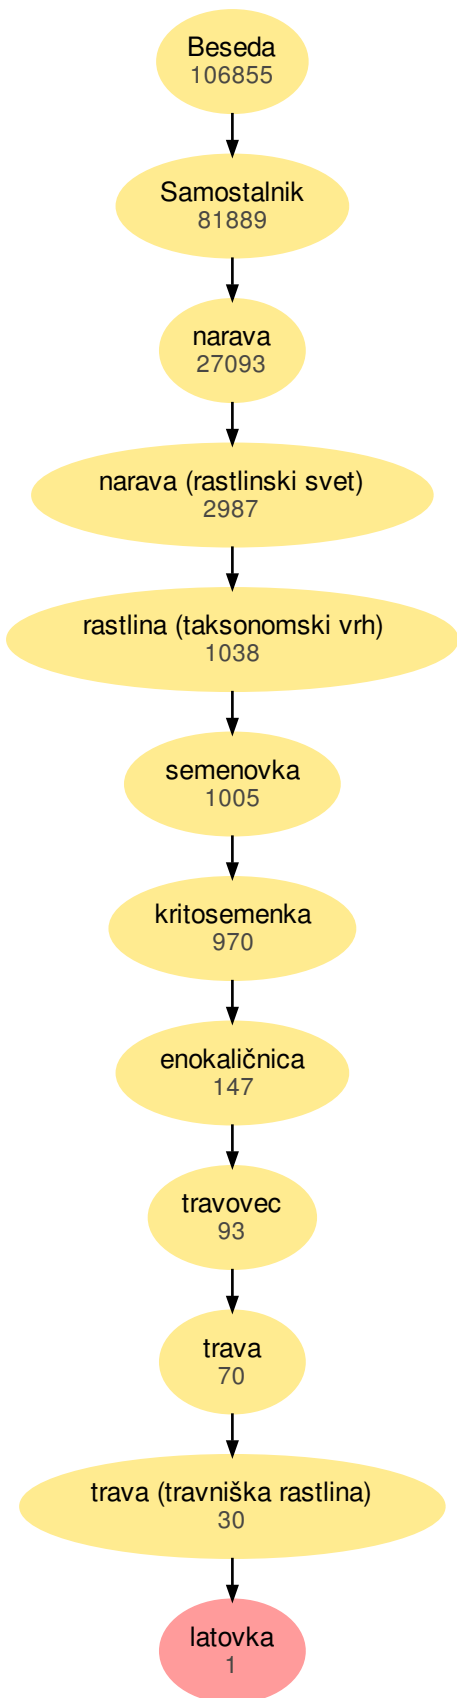 Beseda
106855
Samostalnik
81889
narava
27093
narava (rastlinski svet)
2987
rastlina (taksonomski vrh)
1038
semenovka
1005
kritosemenka
970
enokaličnica
147
travovec
93
trava
70
trava (travniška rastlina)
30
latovka
1